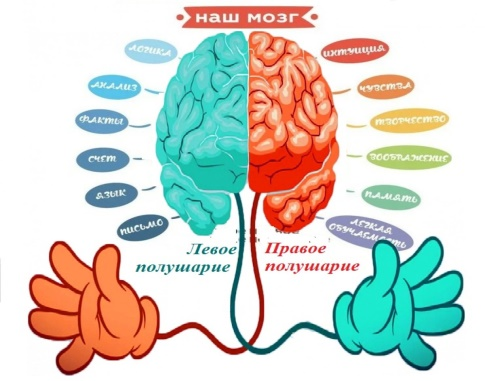 НАШ МОЗГ
ЛОГИКА
АНАЛИЗ
ФАКТЫ
СЧЕТ
ЯЗЫК
ПИСЬМО
ИНТУИЦИЯ
ЧУВСТВА
ТВОРЧЕСТВО
ВООБРАЖЕНИЕ
ПАМЯТЬ
ЛЕГКАЯ
ОБУЧАЕМОСТЬ
Левое
полушарие
Правое
полушарие